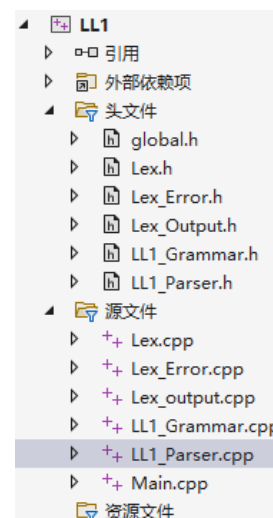 LL1
引用
外部依赖项
头文件
global.h
Lex.h
Lex_Error.h
Lex_Output.h
LL1_Grammar.h
LL1_Parser.h
源文件
Lex.cpp
Lex_Error.cpp
Lex_output.cpp
LL1_Grammar.cpp
LL1_Parser.cpp
Main.cpp
资源文件